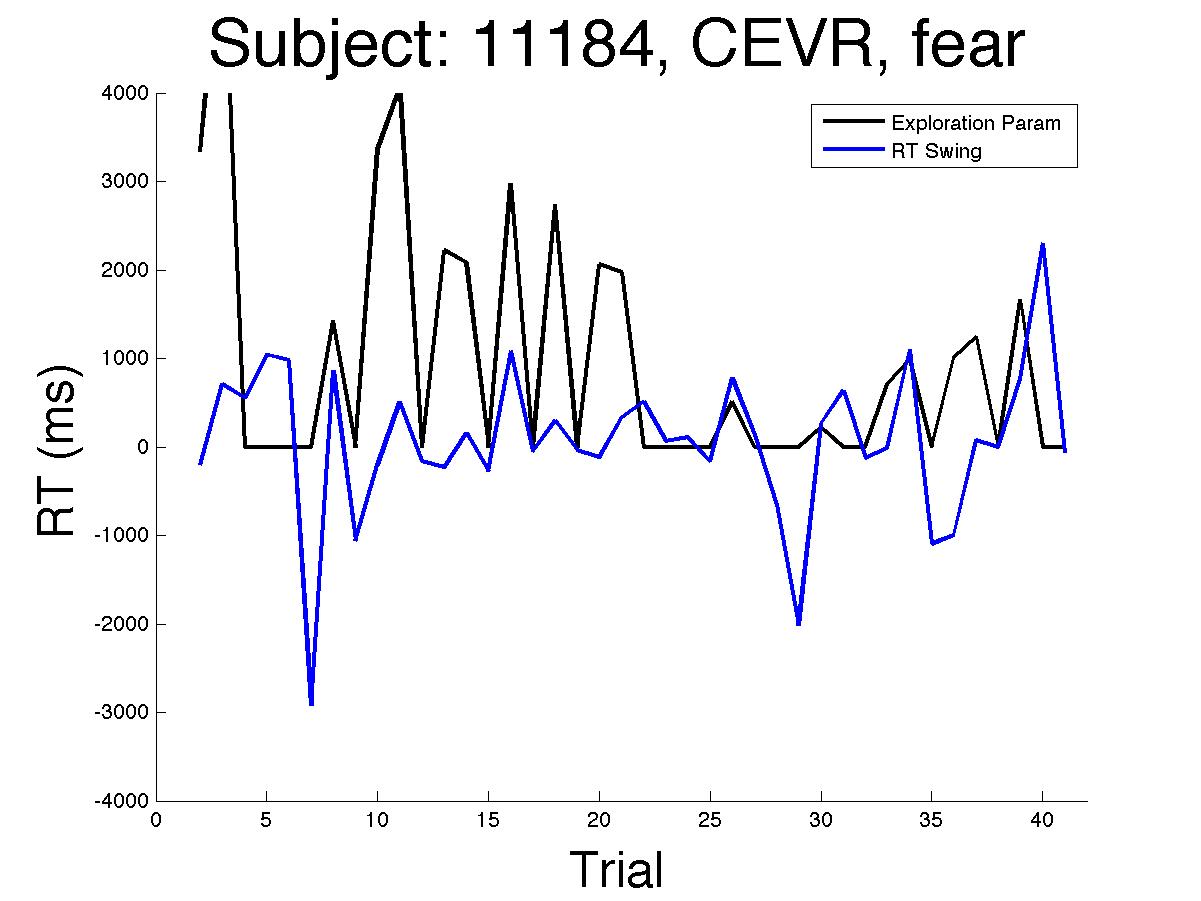 Subject: 11184, CEVR, fear
Exploration Param
RT Swing
RT (ms)
4000
3000
2000
1000
0
-1000
-2000
-3000
-4000
0 5 10 15 20 25 30 35 40
Trial